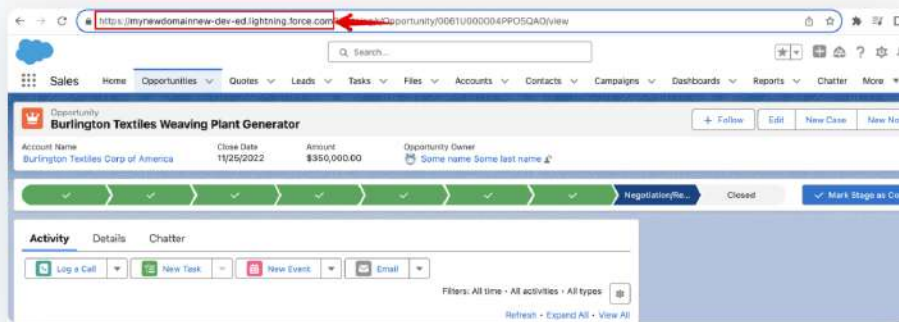 https://mynewdomainnew-dev-ed.lightning.force.com
Opportunity/0061U000004PPO5QAO/view
Search...
Sales Home Opportunities Quotes Leads Tasks Files Accounts Contacts Campaigns Dashboards Reports Chatter More
Opportunity
Burlington Textiles Weaving Plant Generator
+ Follow Edit New Case New No
Account Name Close Date Amount Opportunity Owner
Burlington Textiles Corp of America 11/25/2022 $350,000.00 Some name Some last name
Negotiation/Re... Closed Mark Stage as Co
Activity Details Chatter
Log a Call New Task New Event Email
Filters: All time • All activities • All types
Refresh • Expand All • View All